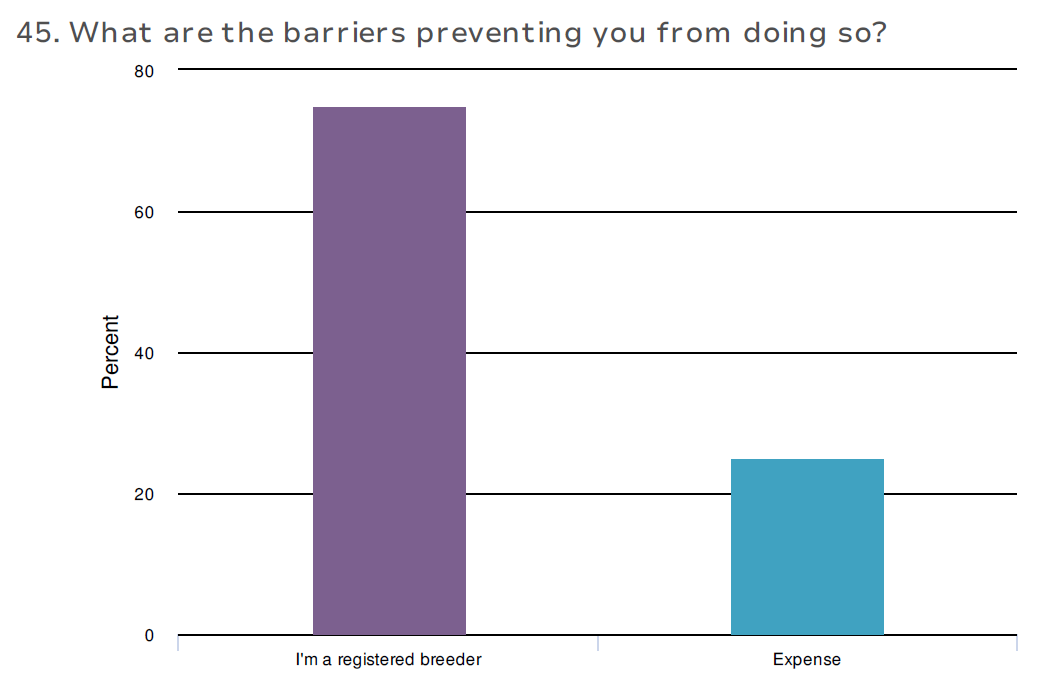 45. What are the barriers preventing you from doing so?
80
60
40
20
0
Percent
I'm a registered breeder
Expense